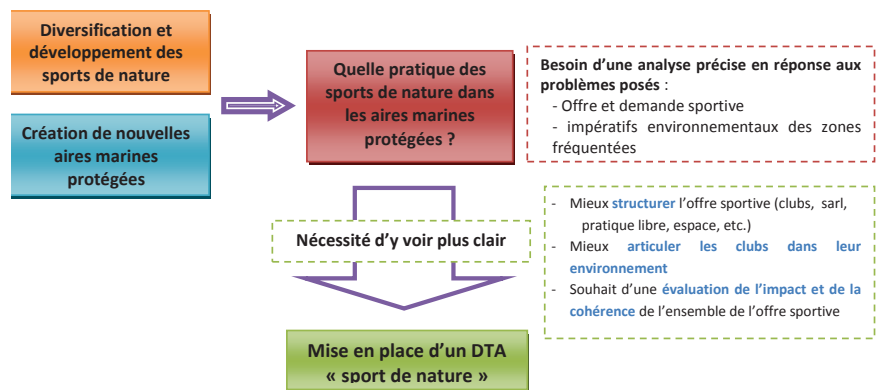 Diversification et
développement des
sports de nature
Création de nouvelles
aires marines
protégées
Quelle pratique des
sports de nature dans
les aires marines
protégées ?
Besoin d’une analyse précise en réponse aux
problèmes posés :
- Offre et demande sportive
- impératifs environnementaux des zones
fréquentées
Nécessité d’y voir plus clair
- Mieux structurer l’offre sportive (clubs, sarl,
pratique libre, espace, etc.)
- Mieux articuler les clubs dans leur
environnement
- Souhait d’une évaluation de l’impact et de la
cohérence de l’ensemble de l’offre sportive
Mise en place d’un DTA
« sport de nature »